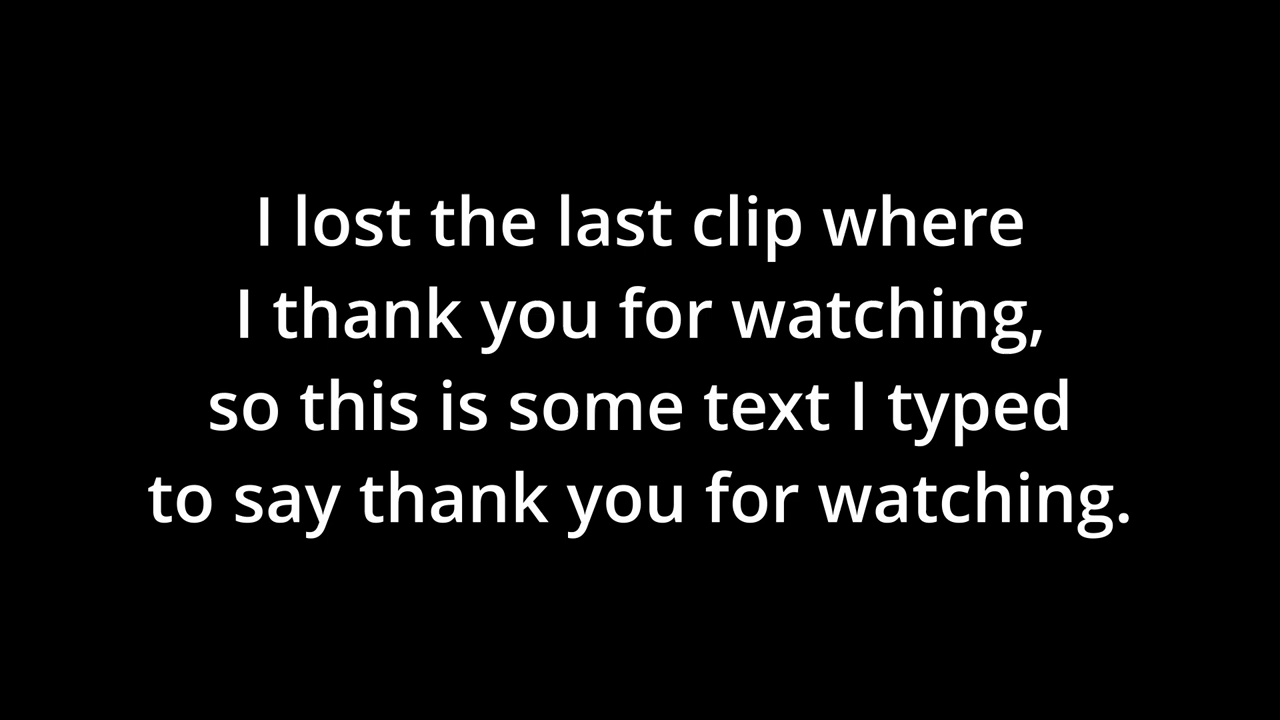 I lost the last clip where
I thank you for watching,
so this is some text I typed
to say thank you for watching.